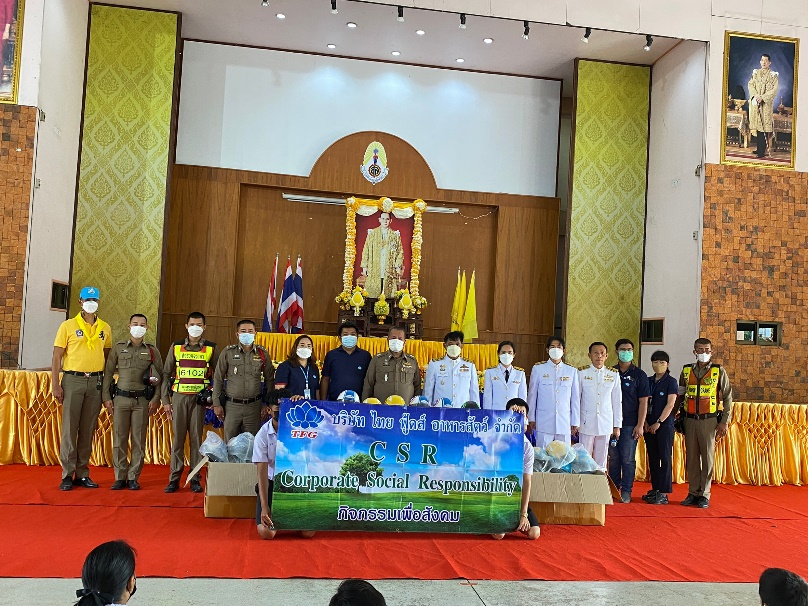 TFG
บริษัท ไทย ฟู้ดส์ อาหารสัตว์ จำกัด
C S R
Corporate Social Responsibility
กิจกรรมเพื่อสังคม
6102